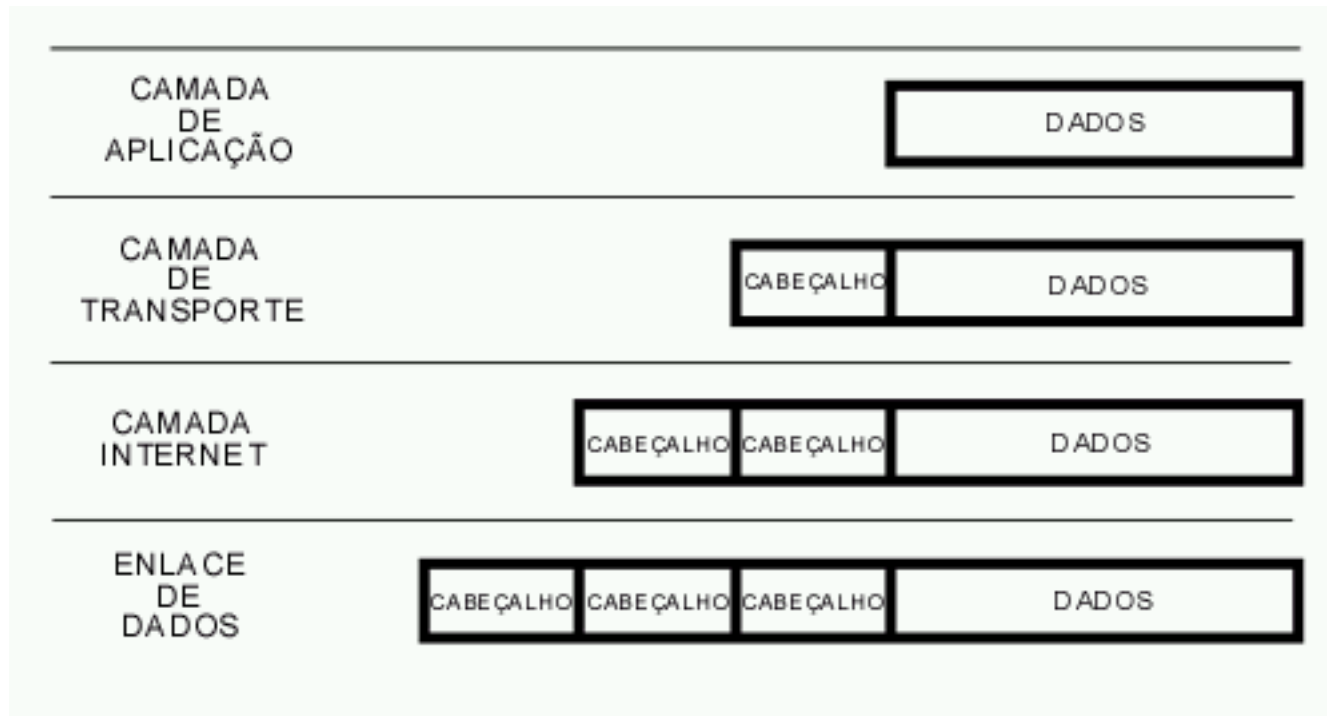 CAMADA
DE
APLICAÇÃO
DADOS
CAMADA
DE
TRANSPORTE
CABEÇALHO DADOS
CAMADA
INTERNET
CABEÇALHO CABEÇALHO DADOS
ENLACE
DE
DADOS
CABEÇALHO CABEÇALHO CABEÇALHO DADOS